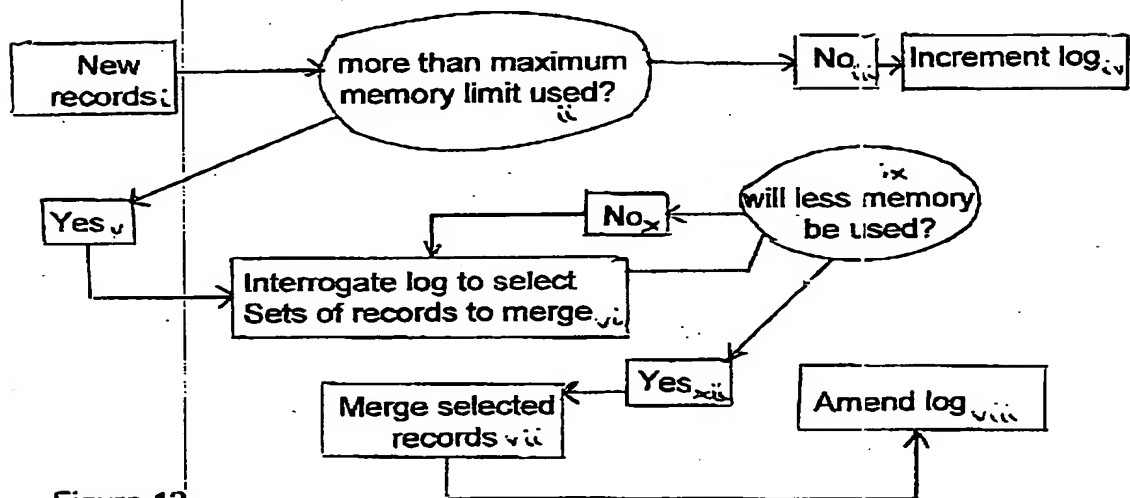 New
records i
more than maximum
memory limit used?
ii
No iii
Increment log iv
Yes v
ix
will less memory
be used?
No x
Interrogate log to select
Sets of records to merge vi
Yes xii
Merge selected
records vii
Amend log viii